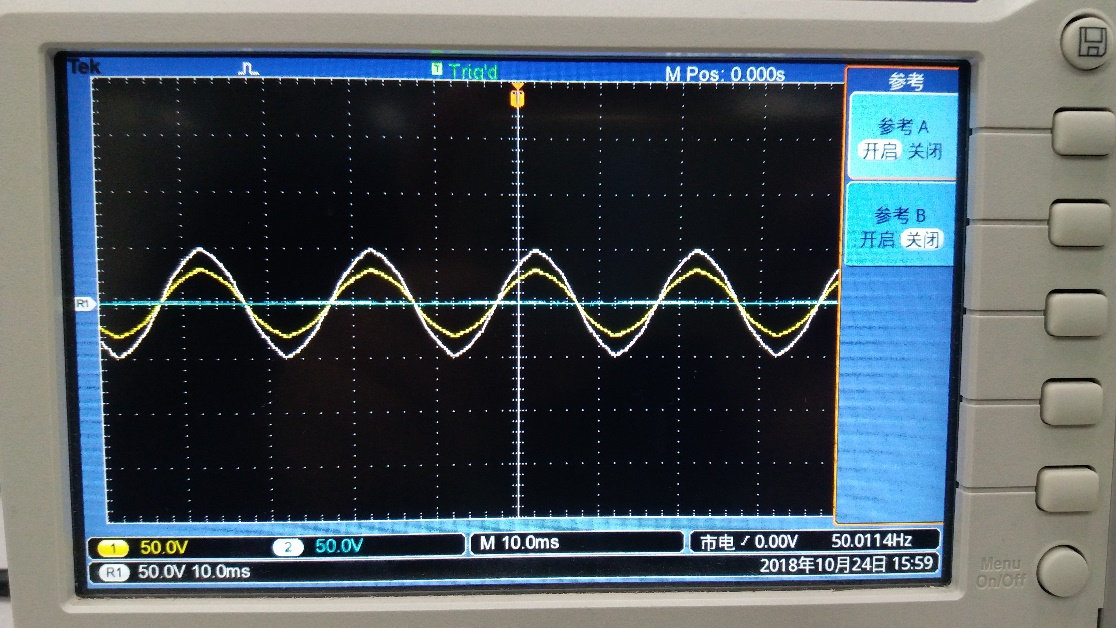 Tek
T Trig'd
M Pos: 0.000s
参考
参考 A
开启 关闭
参考 B
开启 关闭
R1
1 50.0V
2 50.0V
M 10.0ms
市电 0.00V 50.0114Hz
R1 50.0V 10.0ms
2018年10月24日 15:59
Menu
On/Off